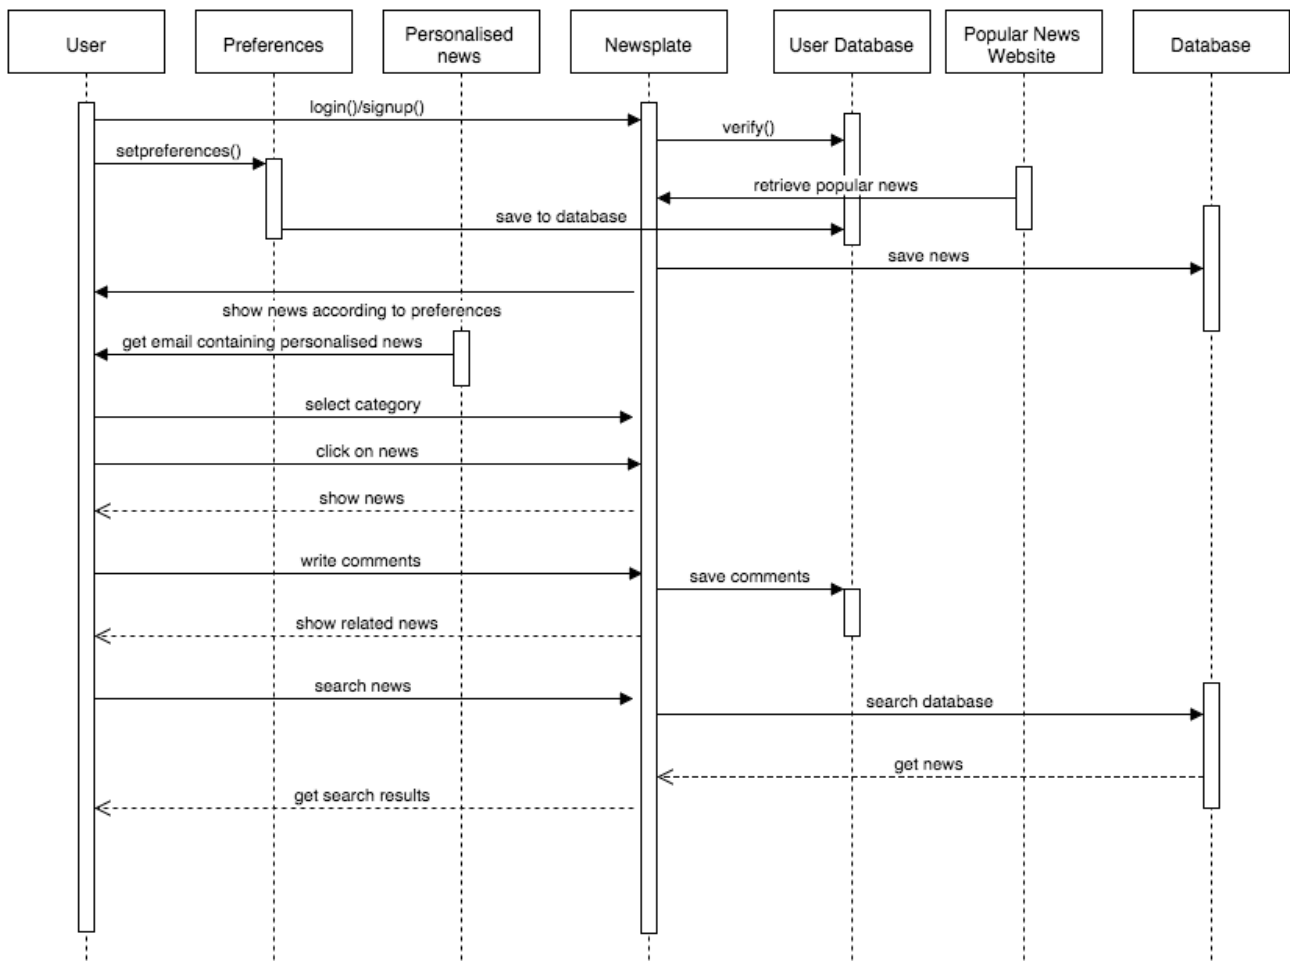 User
Preferences
Personalised
news
Newsplate
User Database
Popular News
Website
Database
login()/signup()
verify()
setpreferences()
retrieve popular news
save to database
save news
show news according to preferences
get email containing personalised news
select category
click on news
show news
write comments
save comments
show related news
search news
search database
get news
get search results